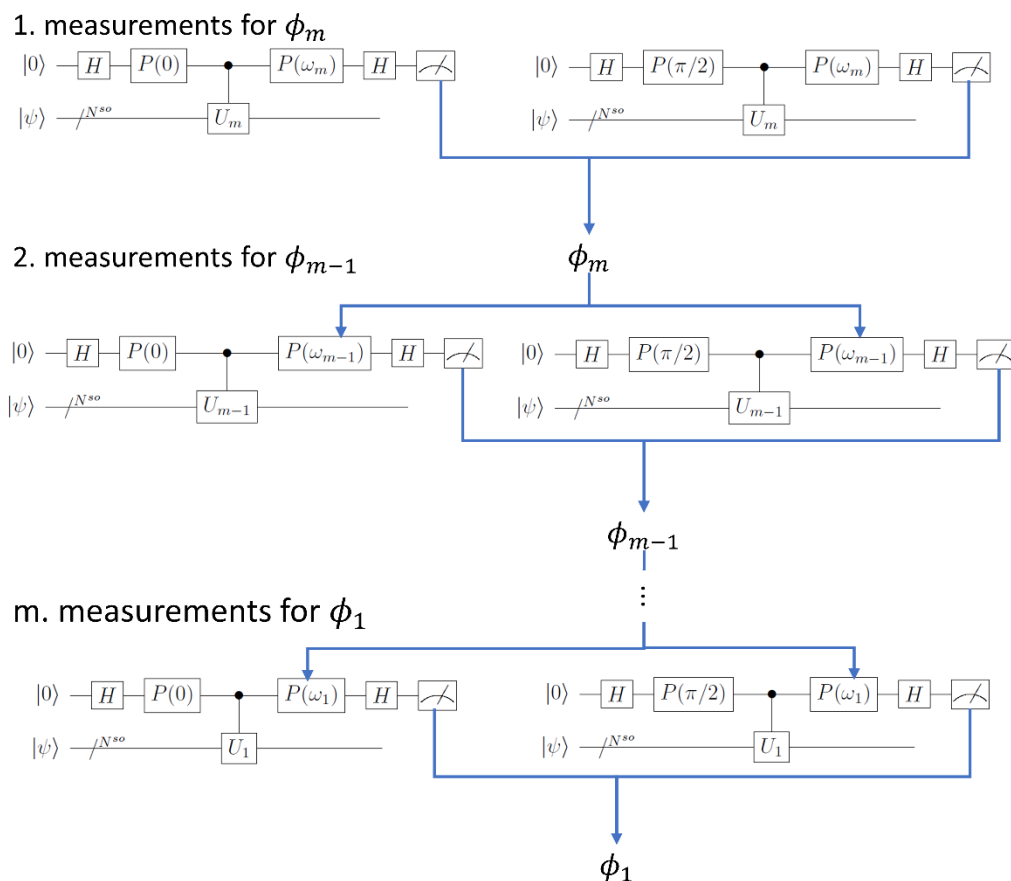 1. measurements for ϕ_m
|0⟩ H P(0) P(ω_m) H |0⟩ H P(π/2) P(ω_m) H
|ψ⟩ N^{so} U_m |ψ⟩ N^{so} U_m
2. measurements for ϕ_{m−1}
ϕ_m
|0⟩ H P(0) P(ω_{m−1}) H |0⟩ H P(π/2) P(ω_{m−1}) H
|ψ⟩ N^{so} U_{m−1} |ψ⟩ N^{so} U_{m−1}
ϕ_{m−1}
⋮
m. measurements for ϕ_1
|0⟩ H P(0) P(ω_1) H |0⟩ H P(π/2) P(ω_1) H
|ψ⟩ N^{so} U_1 |ψ⟩ N^{so} U_1
ϕ_1